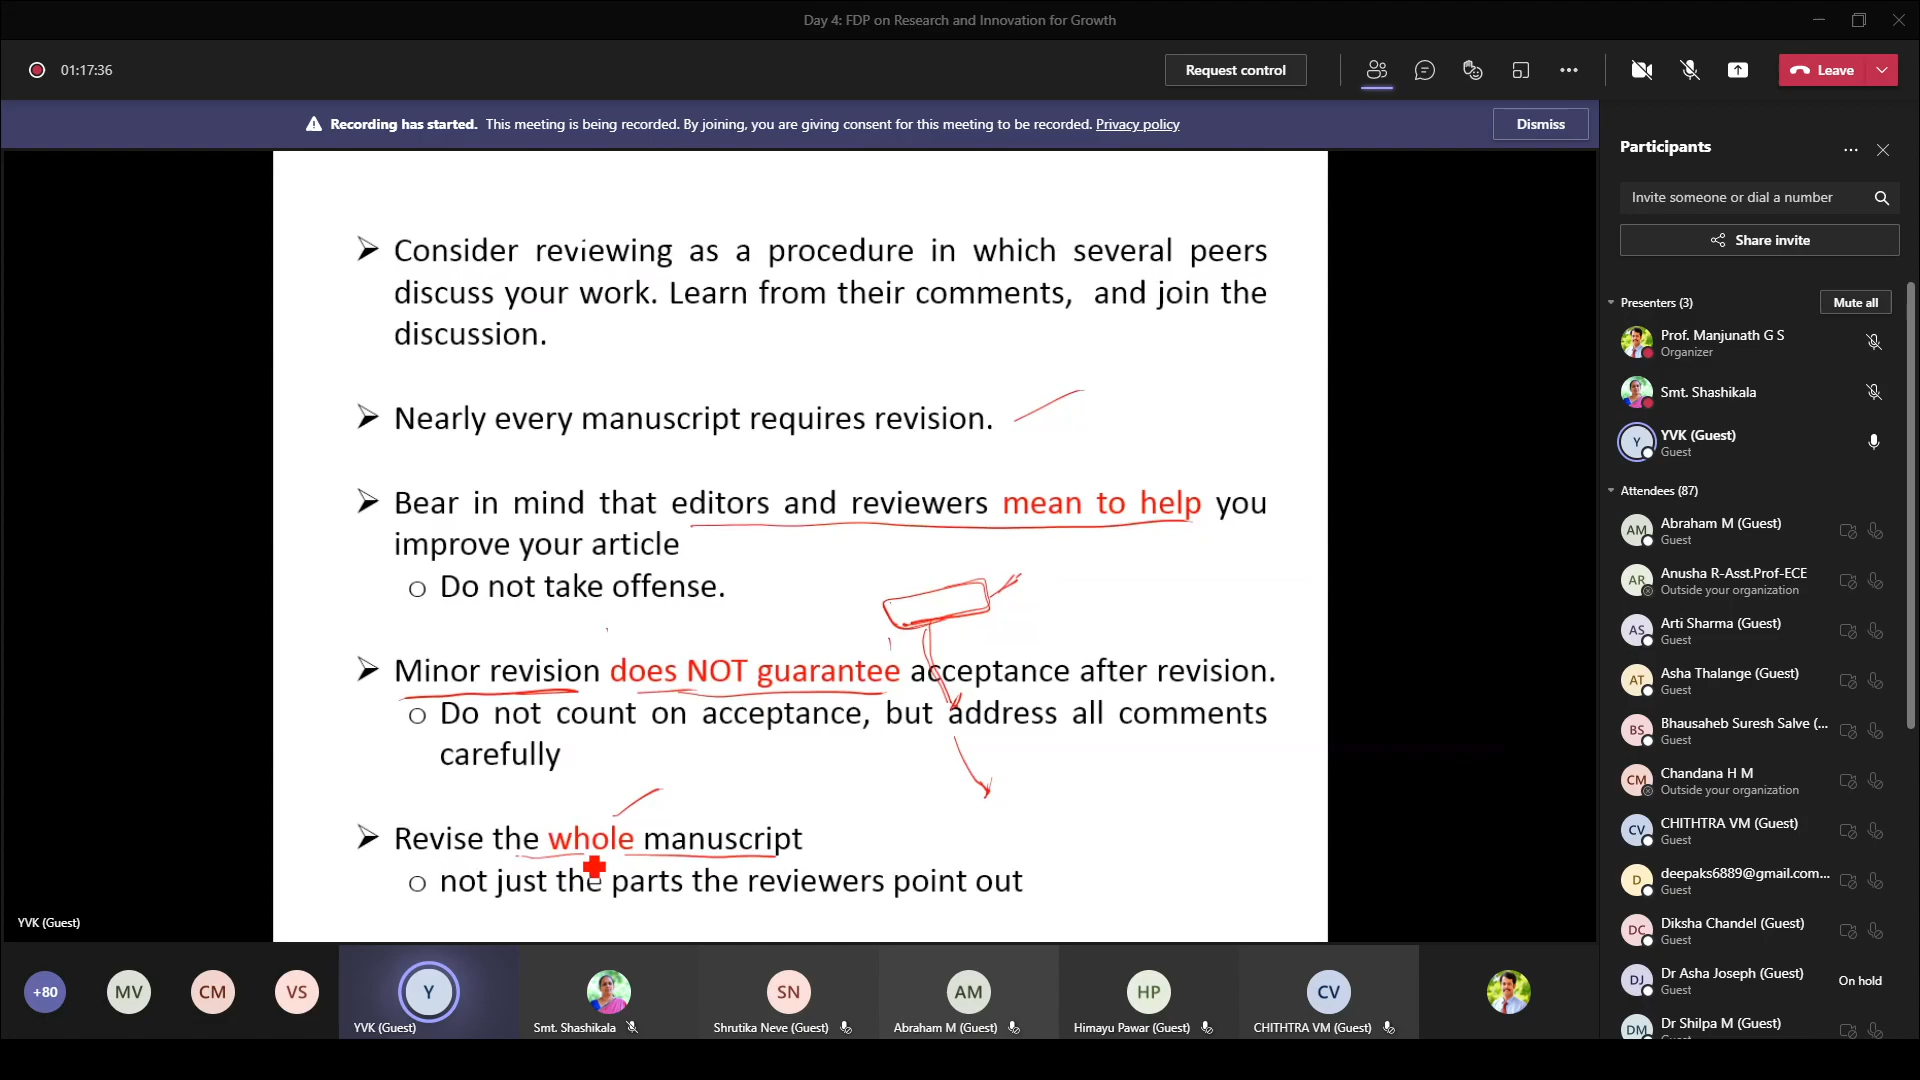 Day 4: FDP on Research and Innovation for Growth
01:17:36
Request control
Leave
Recording has started. This meeting is being recorded. By joining, you are giving consent for this meeting to be recorded. Privacy policy
Dismiss
Consider reviewing as a procedure in which several peers
discuss your work. Learn from their comments, and join the
discussion.
Nearly every manuscript requires revision.
Bear in mind that editors and reviewers mean to help you
improve your article
o Do not take offense.
Minor revision does NOT guarantee acceptance after revision.
o Do not count on acceptance, but address all comments
carefully
Revise the whole manuscript
o not just the parts the reviewers point out
YVK (Guest)
Participants
Invite someone or dial a number
Share invite
Presenters (3)
Mute all
Prof. Manjunath G S
Organizer
Smt. Shashikala
Y
YVK (Guest)
Guest
Attendees (87)
AM
Abraham M (Guest)
Guest
AR
Anusha R-Asst.Prof-ECE
Outside your organization
AS
Arti Sharma (Guest)
Guest
AT
Asha Thalange (Guest)
Guest
BS
Bhausaheb Suresh Salve (...
Guest
CM
Chandana H M
Outside your organization
CV
CHITHTRA VM (Guest)
Guest
D
deepaks6889@gmail.com...
Guest
DC
Diksha Chandel (Guest)
Guest
DJ
Dr Asha Joseph (Guest)
Guest
On hold
DM
Dr Shilpa M (Guest)
Guest
+80
MV
CM
VS
Y
YVK (Guest)
Smt. Shashikala
SN
Shrutika Neve (Guest)
AM
Abraham M (Guest)
HP
Himayu Pawar (Guest)
CV
CHITHTRA VM (Guest)